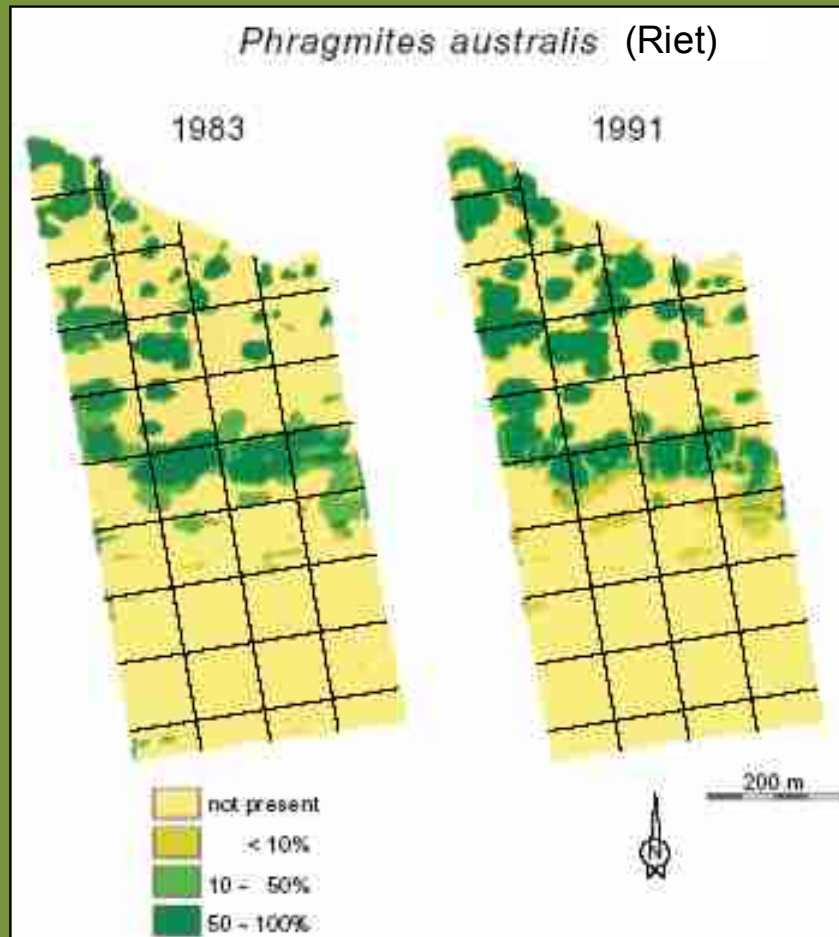 Phragmites australis (Riet)
1983 1991
not present
< 10%
10 - 50%
50 - 100%
200 m
N